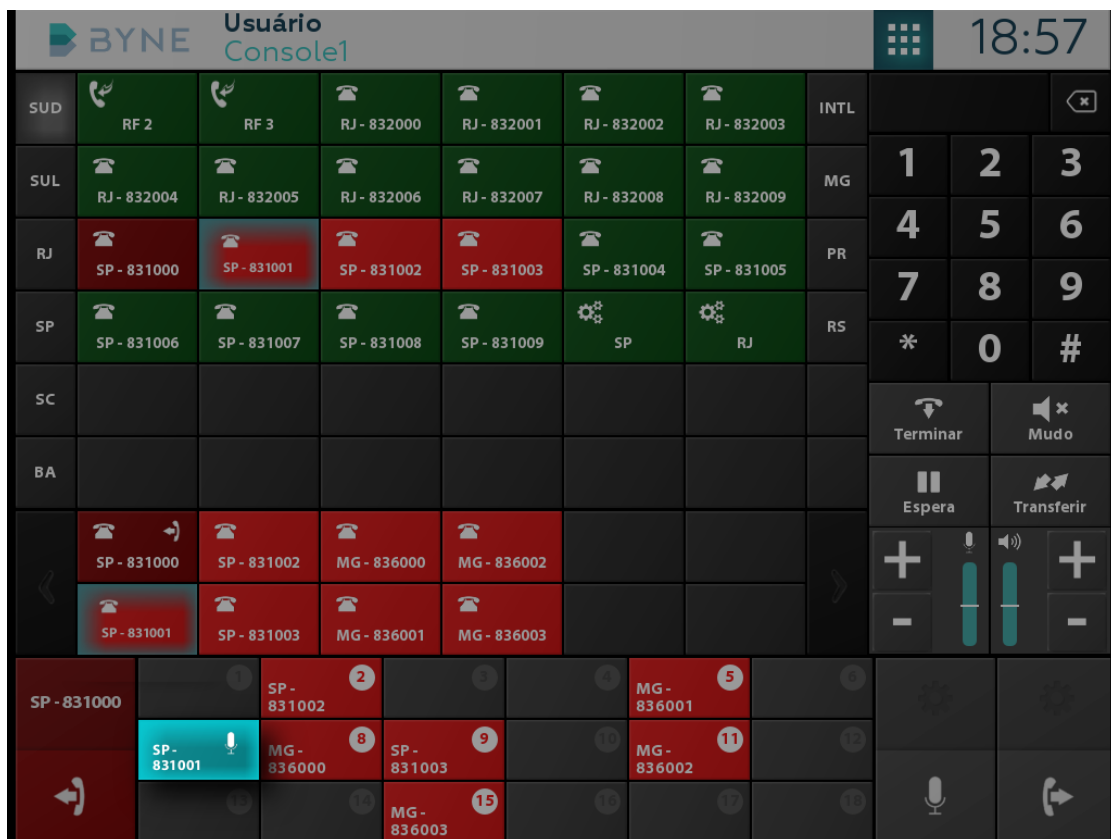 BYNE
Usuário
Console1
18:57
SUD
RF 2
RF 3
RJ - 832000
RJ - 832001
RJ - 832002
RJ - 832003
INTL
SUL
RJ - 832004
RJ - 832005
RJ - 832006
RJ - 832007
RJ - 832008
RJ - 832009
MG
RJ
SP - 831000
SP - 831001
SP - 831002
SP - 831003
SP - 831004
SP - 831005
PR
SP
SP - 831006
SP - 831007
SP - 831008
SP - 831009
SP
RJ
RS
SC
BA
SP - 831000
SP - 831002
MG - 836000
MG - 836002
SP - 831001
SP - 831003
MG - 836001
MG - 836003
1 2 3
4 5 6
7 8 9
* 0 #
Terminar
Mudo
Espera
Transferir
+ +
- -
SP - 831000
1
SP -
831002
2
3
4
MG -
836001
5
6
SP -
831001
MG -
836000
8
SP -
831003
9
10
MG -
836002
11
12
13
14
MG -
836003
15
16
17
18